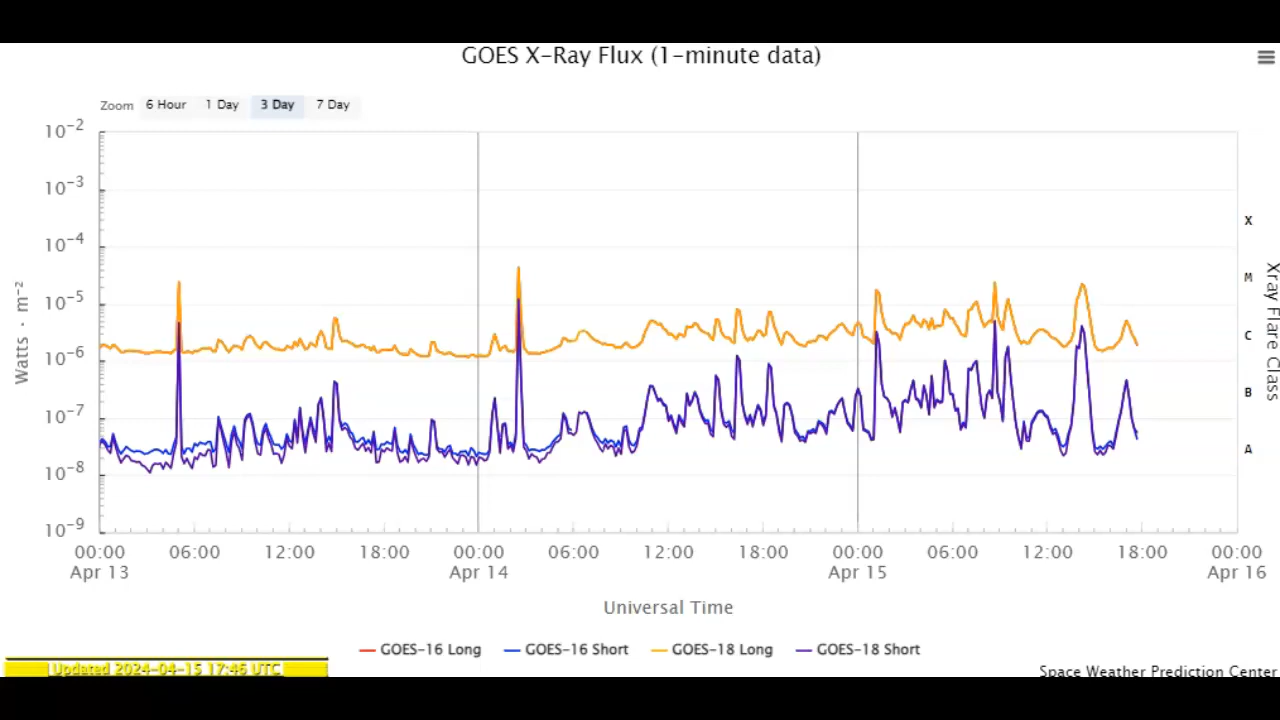 GOES X-Ray Flux (1-minute data)
Zoom 6 Hour 1 Day 3 Day 7 Day
10⁻²
10⁻³
10⁻⁴
10⁻⁵
10⁻⁶
10⁻⁷
10⁻⁸
10⁻⁹
Watts · m⁻²
X
M
C
B
A
Xray Flare Class
00:00 06:00 12:00 18:00 00:00 06:00 12:00 18:00 00:00 06:00 12:00 18:00 00:00
Apr 13 Apr 14 Apr 15 Apr 16
Universal Time
GOES-16 Long GOES-16 Short GOES-18 Long GOES-18 Short
Updated 2024-04-15 17:46 UTC
Space Weather Prediction Center